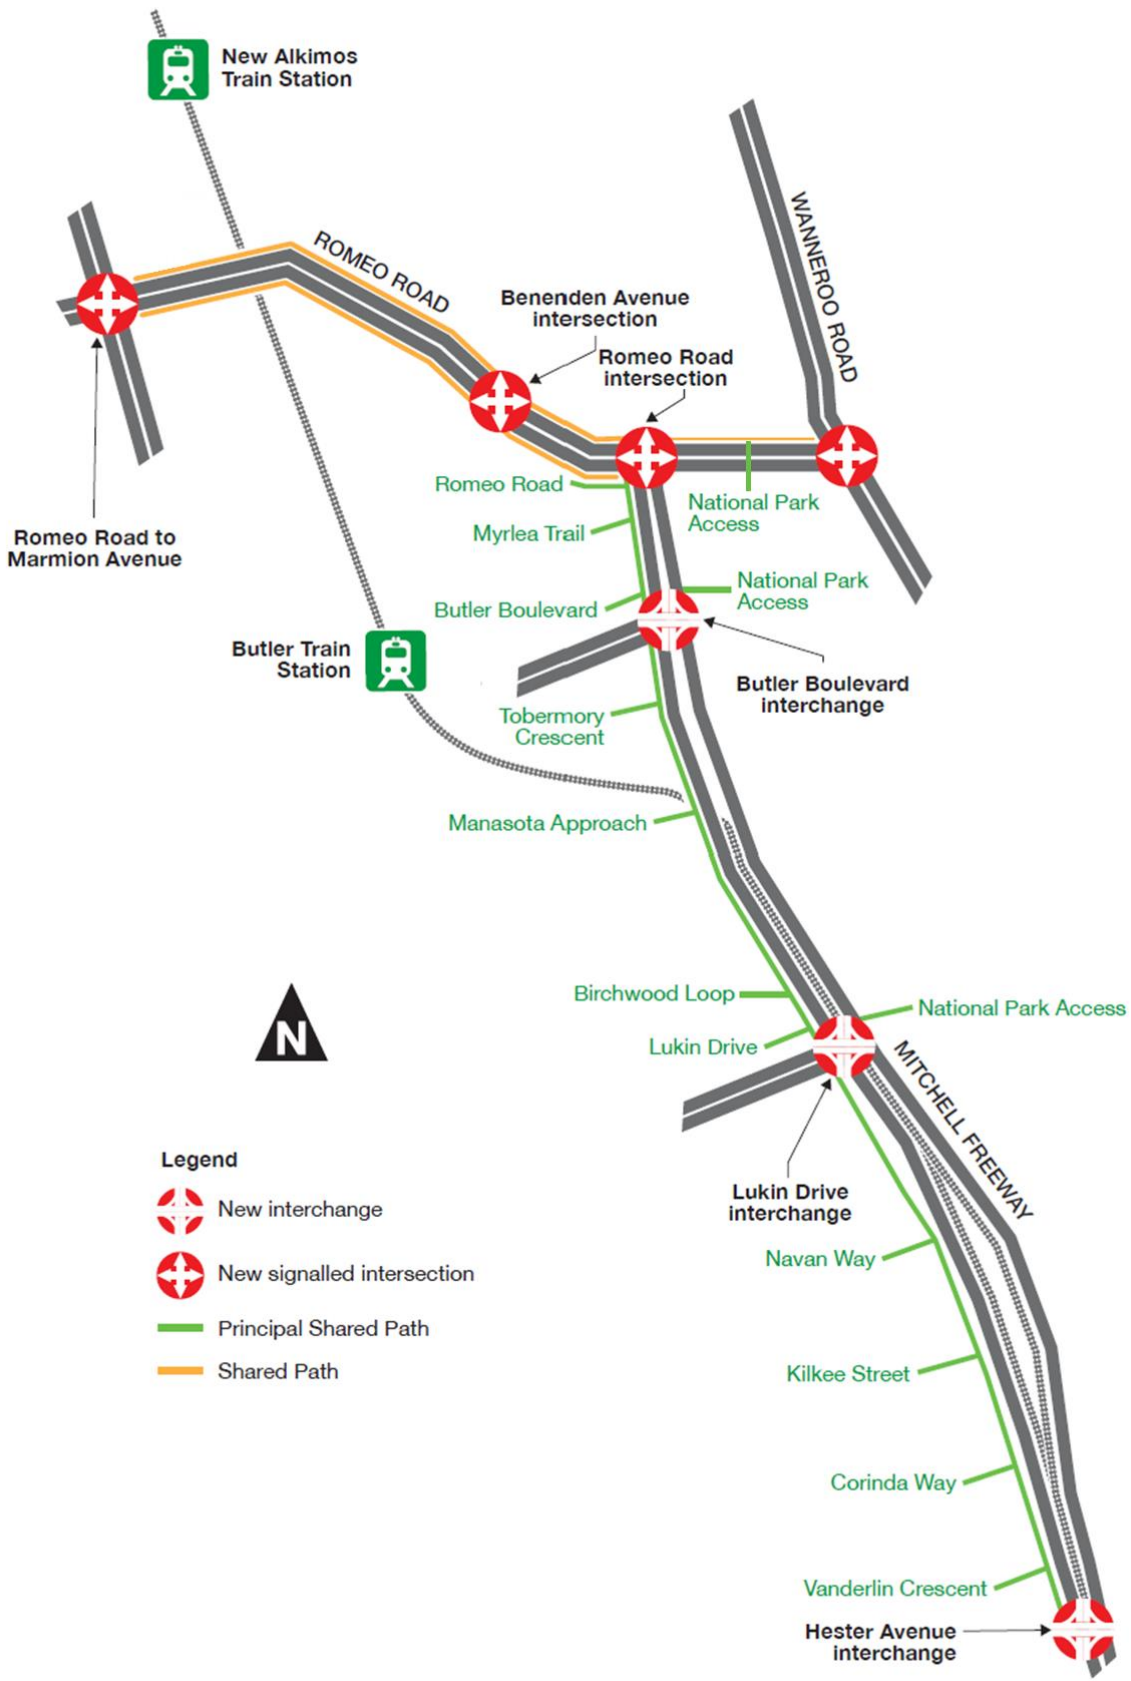 New Alkimos
Train Station
ROMEO ROAD
WANNEROO ROAD
Benenden Avenue
intersection
Romeo Road
intersection
Romeo Road
National Park
Access
Myrlea Trail
Romeo Road to
Marmion Avenue
National Park
Access
Butler Boulevard
Butler Train
Station
Butler Boulevard
interchange
Tobermory
Crescent
Manasota Approach
Birchwood Loop
National Park Access
Lukin Drive
N
MITCHELL FREEWAY
Lukin Drive
interchange
Legend
New interchange
New signalled intersection
Principal Shared Path
Shared Path
Navan Way
Kilkee Street
Corinda Way
Vanderlin Crescent
Hester Avenue
interchange